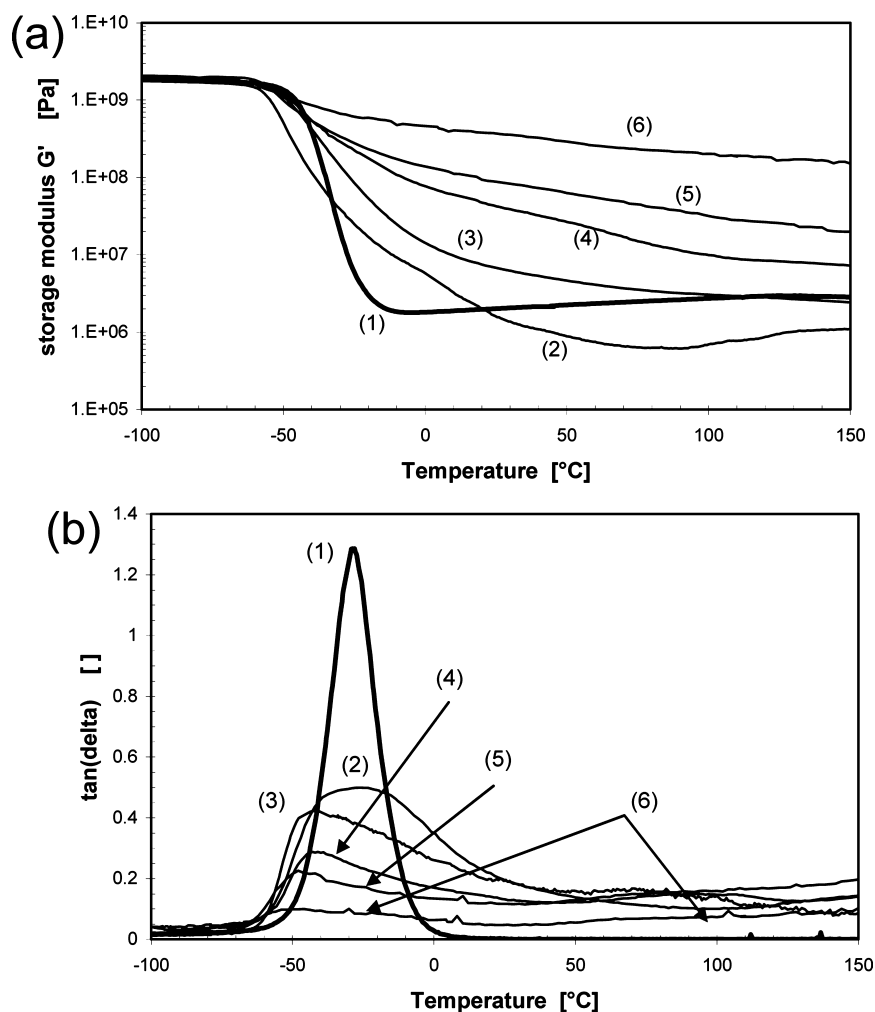 (a)
1.E+10
1.E+09
1.E+08
1.E+07
1.E+06
1.E+05
storage modulus G' [Pa]
(6)
(5)
(4)
(3)
(1)
(2)
-100
-50
0
50
100
150
Temperature [°C]
(b)
1.4
1.2
1
0.8
0.6
0.4
0.2
0
tan(delta) [ ]
(1)
(4)
(2)
(5)
(3)
(6)
-100
-50
0
50
100
150
Temperature [°C]